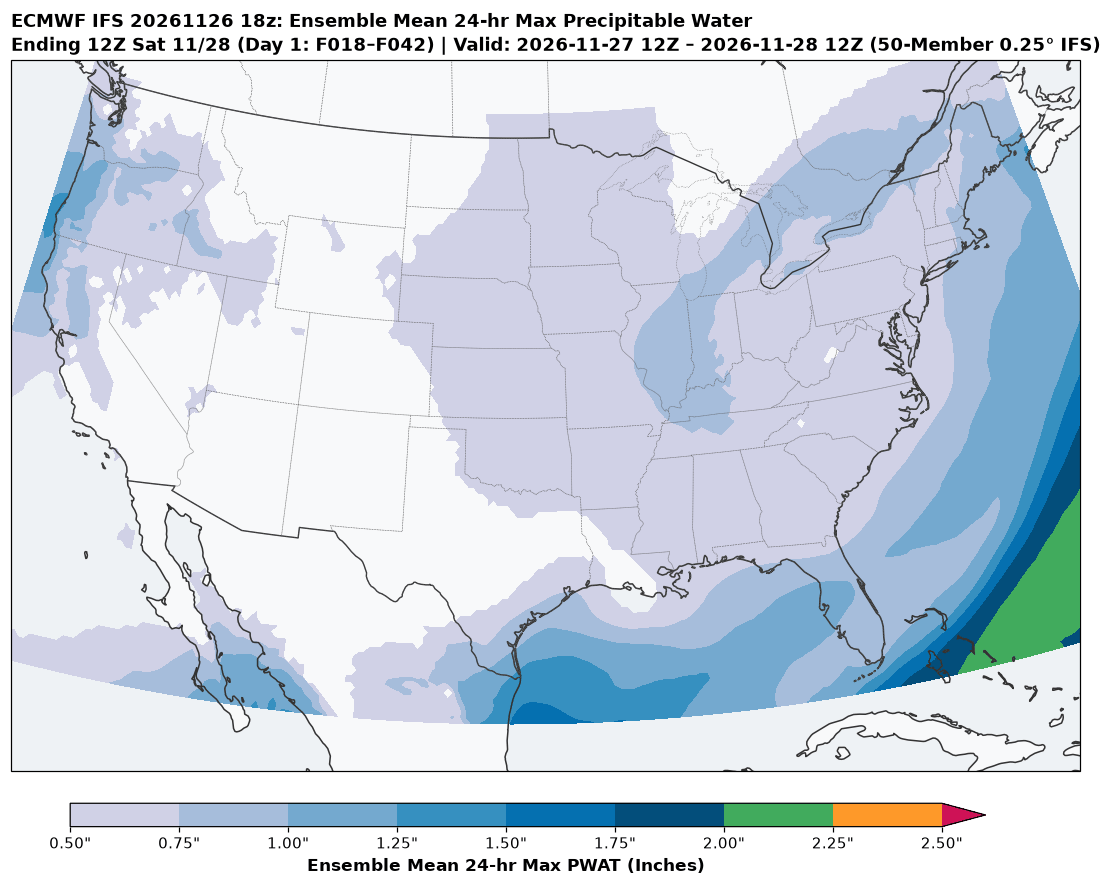 ECMWF IFS 20261126 18z: Ensemble Mean 24-hr Max Precipitable Water
Ending 12Z Sat 11/28 (Day 1: F018–F042) | Valid: 2026-11-27 12Z – 2026-11-28 12Z (50-Member 0.25° IFS)
0.50" 0.75" 1.00" 1.25" 1.50" 1.75" 2.00" 2.25" 2.50"
Ensemble Mean 24-hr Max PWAT (Inches)